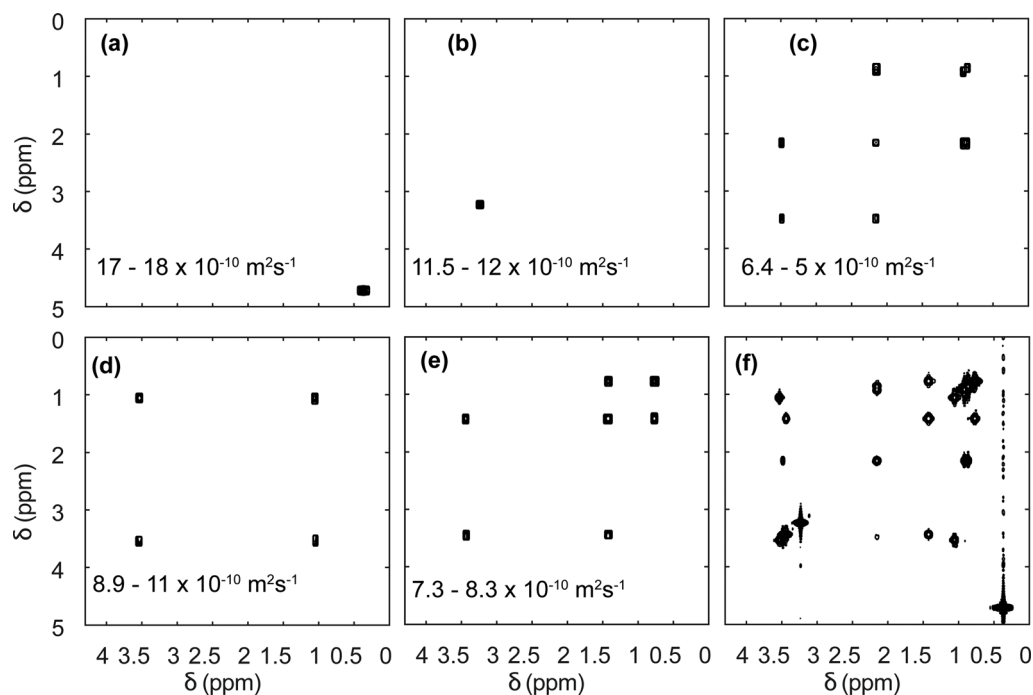 (a)
(b)
(c)
0
1
2
3
4
5
δ (ppm)
17 - 18 x 10⁻¹⁰ m²s⁻¹
11.5 - 12 x 10⁻¹⁰ m²s⁻¹
6.4 - 5 x 10⁻¹⁰ m²s⁻¹
(d)
(e)
(f)
0
1
2
3
4
5
δ (ppm)
8.9 - 11 x 10⁻¹⁰ m²s⁻¹
7.3 - 8.3 x 10⁻¹⁰ m²s⁻¹
4 3.5 3 2.5 2 1.5 1 0.5 0
4 3.5 3 2.5 2 1.5 1 0.5 0
4 3.5 3 2.5 2 1.5 1 0.5 0
δ (ppm)
δ (ppm)
δ (ppm)